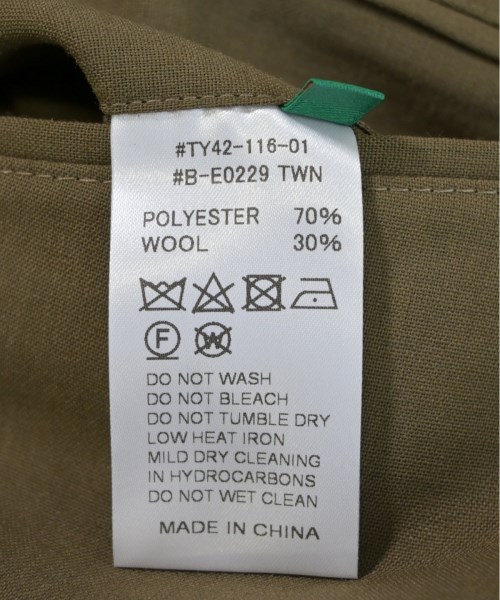 #TY42-116-01
#B-E0229 TWN
POLYESTER 70%
WOOL 30%
F W
DO NOT WASH
DO NOT BLEACH
DO NOT TUMBLE DRY
LOW HEAT IRON
MILD DRY CLEANING
IN HYDROCARBONS
DO NOT WET CLEAN
MADE IN CHINA